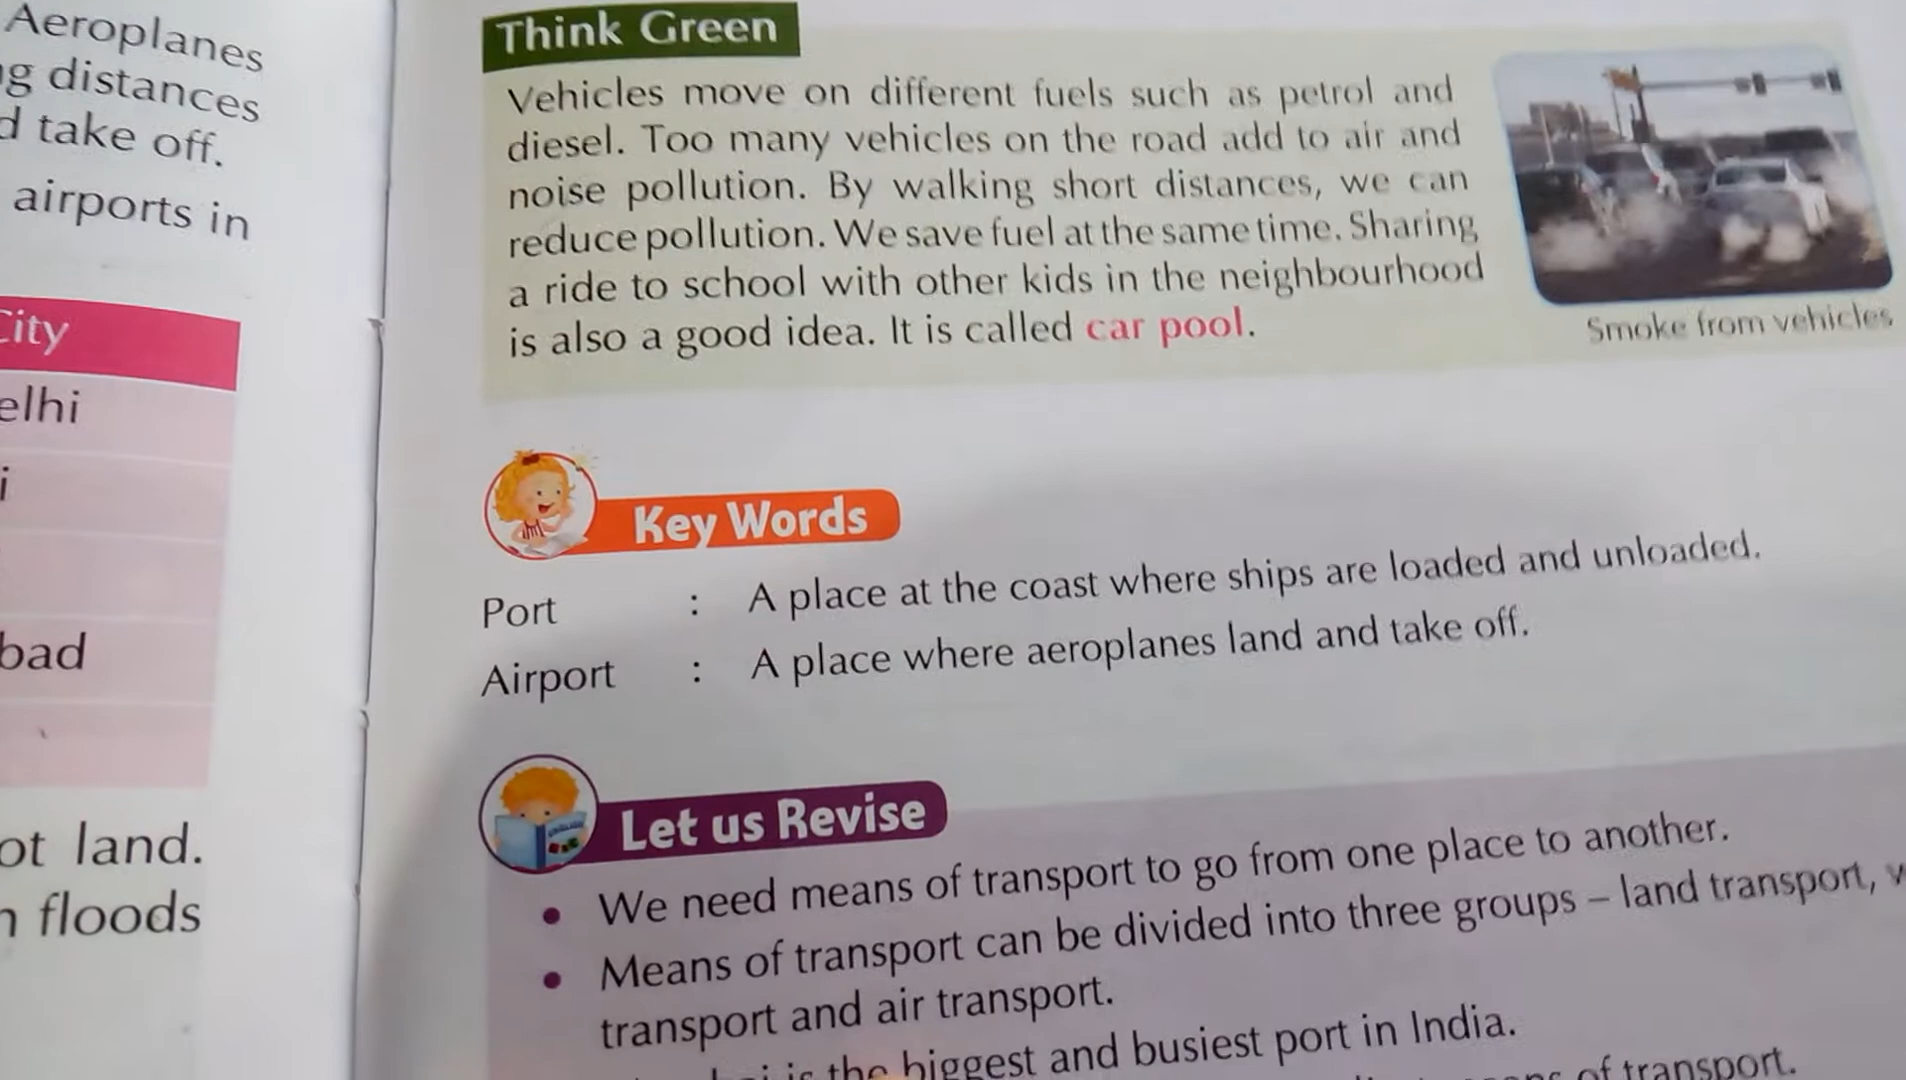 Aeroplanes
distances
take off.
airports in
City
ot land.
floods
Think Green
Vehicles move on different fuels such as petrol and
diesel. Too many vehicles on the road add to air and
noise pollution. By walking short distances, we can
reduce pollution. We save fuel at the same time. Sharing
a ride to school with other kids in the neighbourhood
is also a good idea. It is called car pool.
Smoke from vehicles
Key Words
Port : A place at the coast where ships are loaded and unloaded.
Airport : A place where aeroplanes land and take off.
Let us Revise
• We need means of transport to go from one place to another.
• Means of transport can be divided into three groups – land transport,
transport and air transport.
is the biggest and busiest port in India.
of transport.